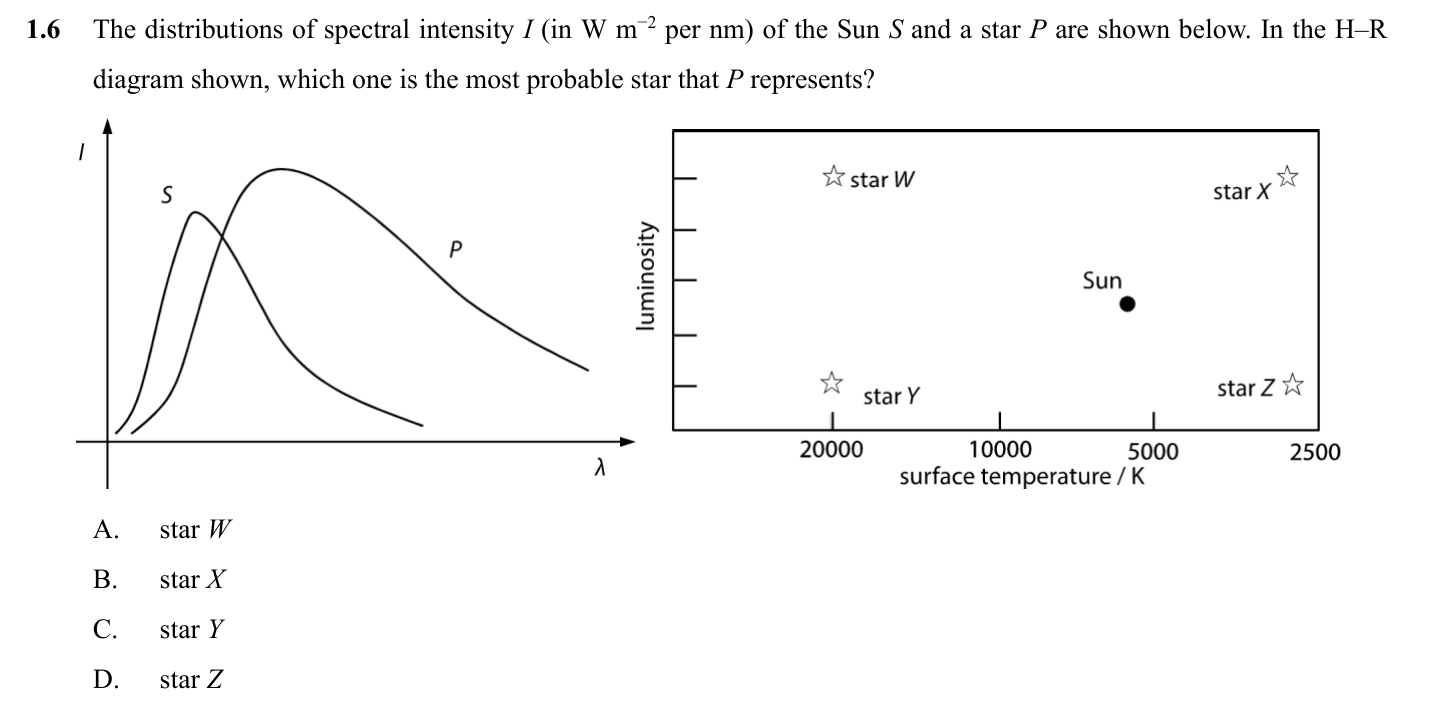 1.6 The distributions of spectral intensity I (in W m⁻² per nm) of the Sun S and a star P are shown below. In the H–R
diagram shown, which one is the most probable star that P represents?
I
S
P
λ
luminosity
star W
star X
Sun
star Y
star Z
20000 10000 5000 2500
surface temperature / K
A. star W
B. star X
C. star Y
D. star Z